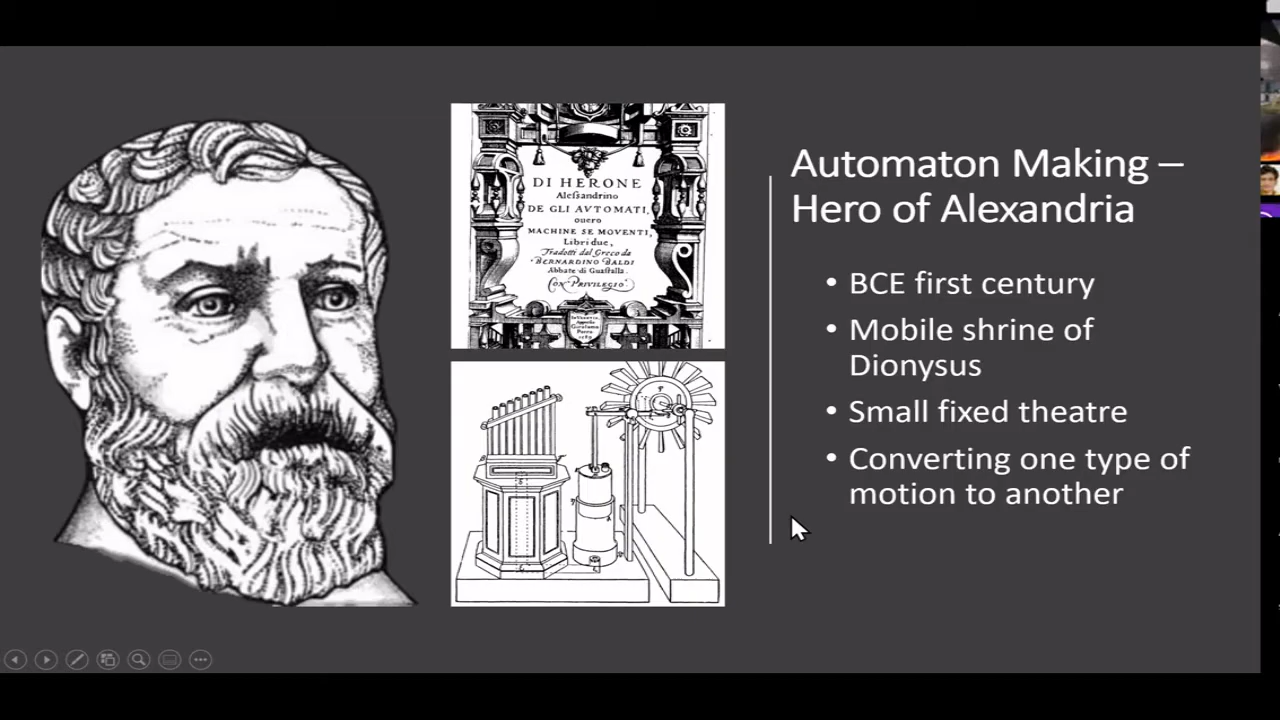 DI HERONE
Alessandrino
DE GLI AVTOMATI,
ouero
MACHINE SE MOVENTI,
Libri due,
Tradotti dal Greco da
BERNARDINO BALDI
Abbate di Guastalla.
CON PRIVILEGIO.
Automaton Making –
Hero of Alexandria
• BCE first century
• Mobile shrine of
Dionysus
• Small fixed theatre
• Converting one type of
motion to another